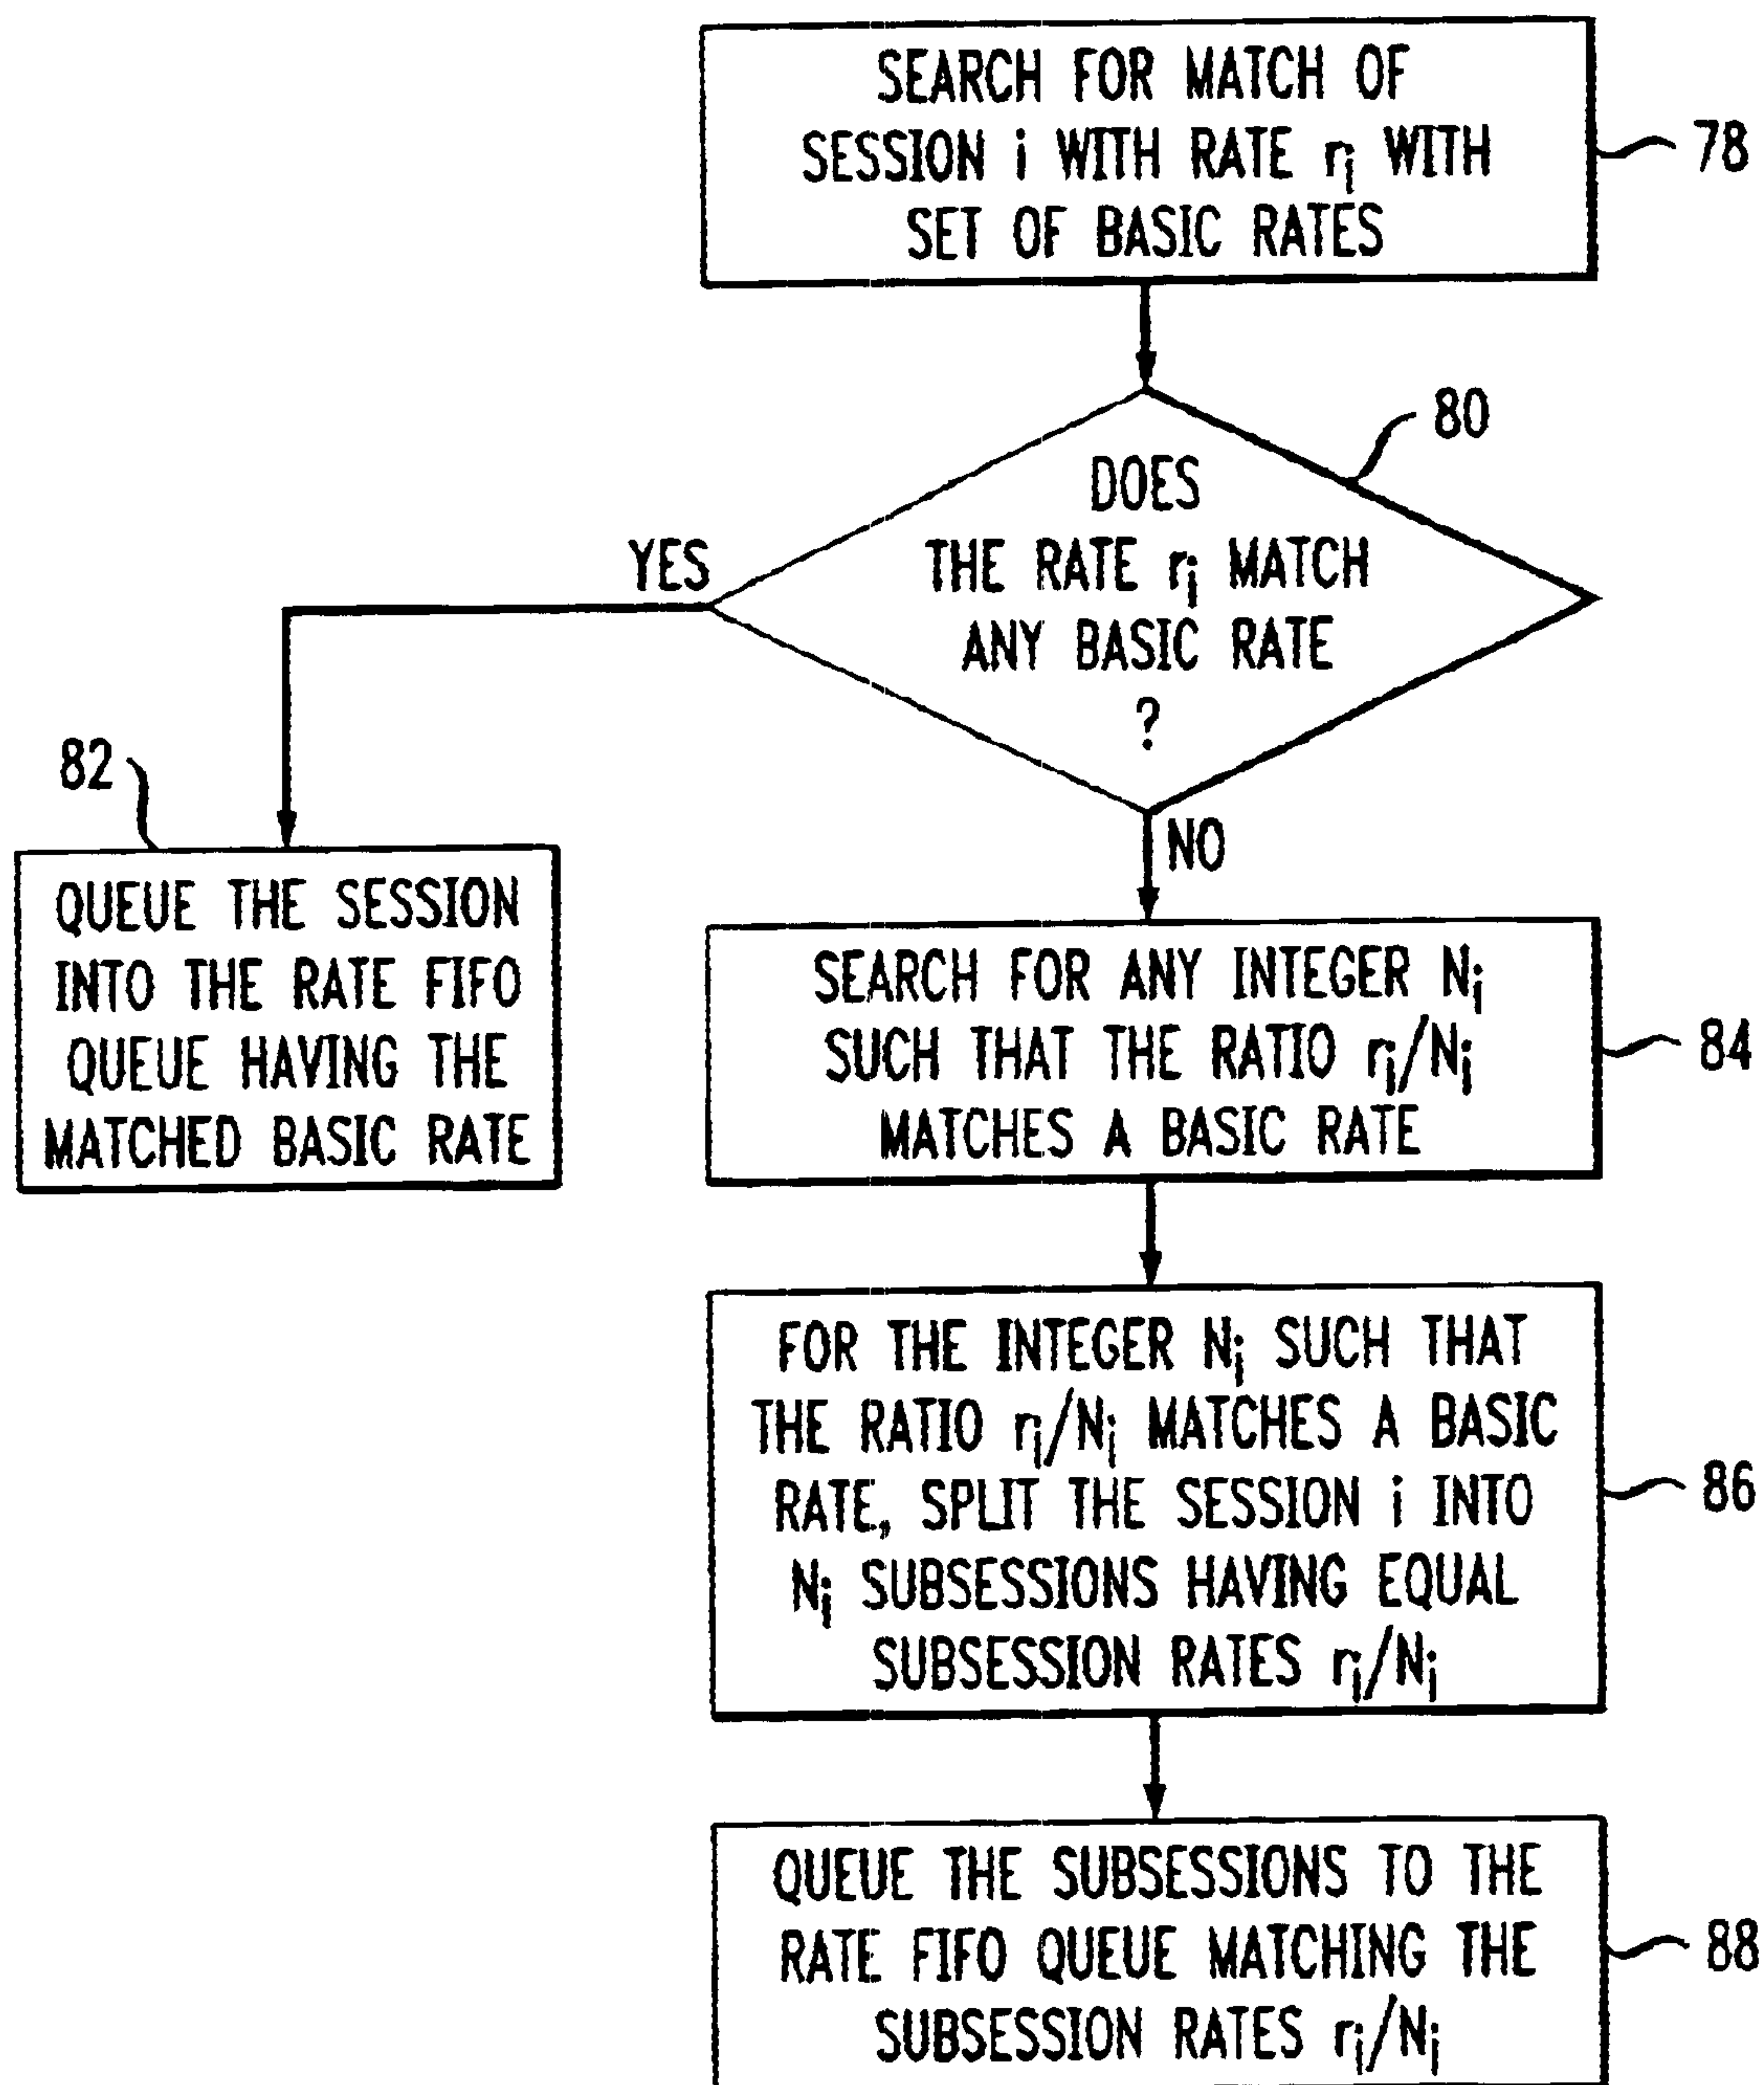 SEARCH FOR MATCH OF
SESSION i WITH RATE ri WITH
SET OF BASIC RATES
78
80
DOES
THE RATE ri MATCH
ANY BASIC RATE
?
YES
NO
82
QUEUE THE SESSION
INTO THE RATE FIFO
QUEUE HAVING THE
MATCHED BASIC RATE
SEARCH FOR ANY INTEGER Ni
SUCH THAT THE RATIO ri/Ni
MATCHES A BASIC RATE
84
FOR THE INTEGER Ni SUCH THAT
THE RATIO ri/Ni MATCHES A BASIC
RATE, SPLIT THE SESSION i INTO
Ni SUBSESSIONS HAVING EQUAL
SUBSESSION RATES ri/Ni
86
QUEUE THE SUBSESSIONS TO THE
RATE FIFO QUEUE MATCHING THE
SUBSESSION RATES ri/Ni
88